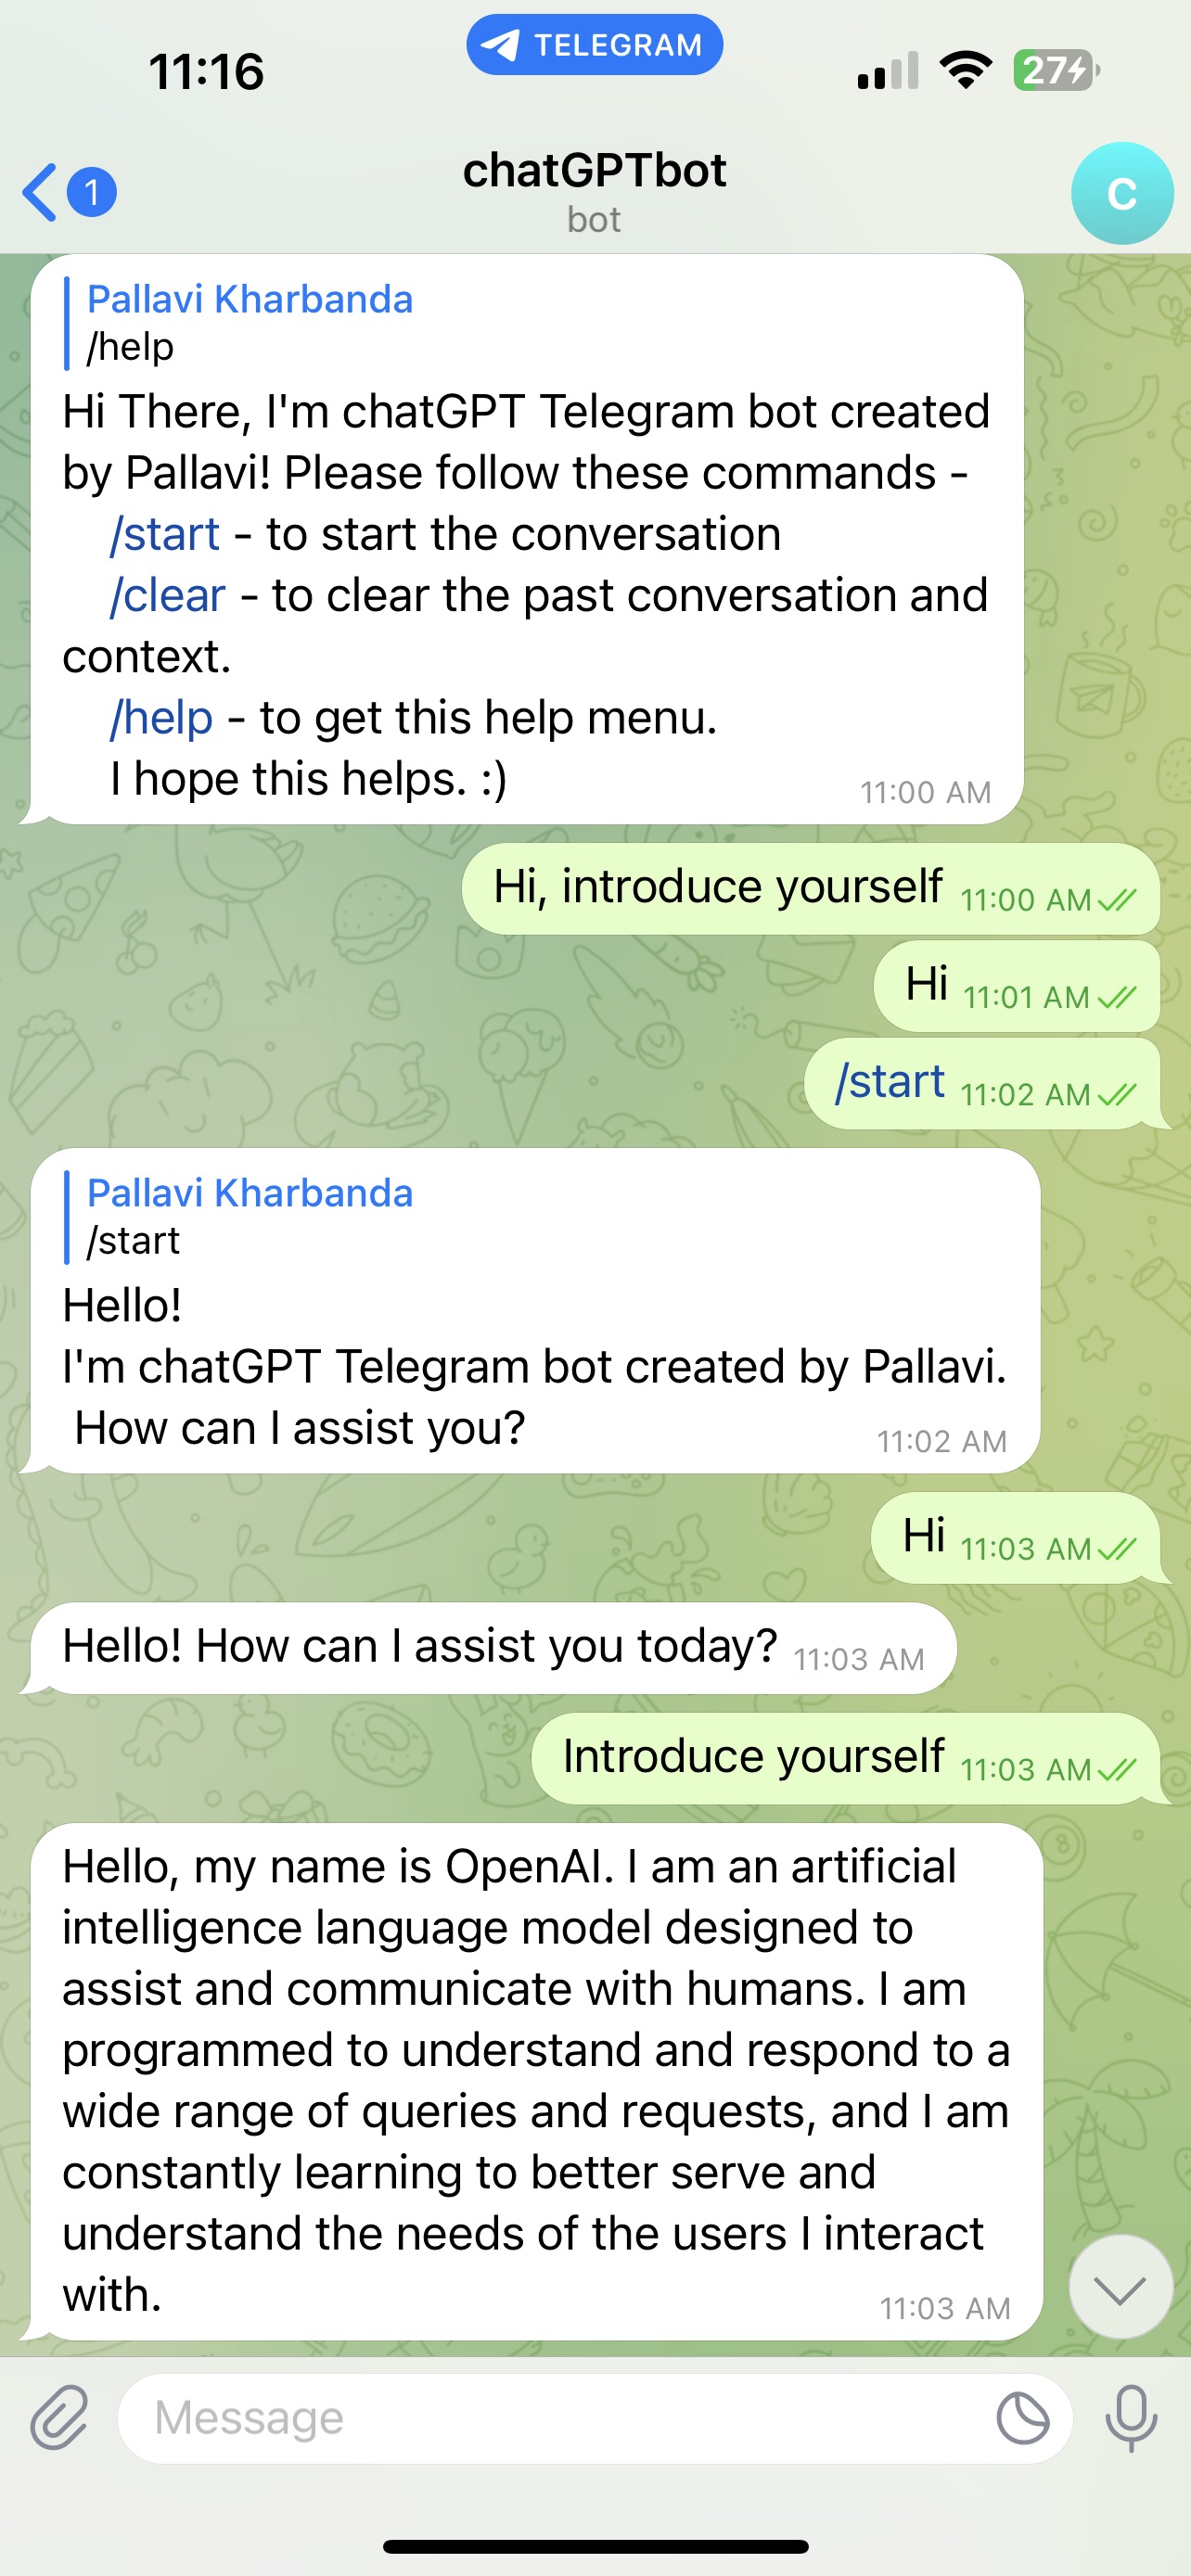 11:16
TELEGRAM
27
1
chatGPTbot
bot
C
Pallavi Kharbanda
/help
Hi There, I'm chatGPT Telegram bot created
by Pallavi! Please follow these commands -
/start - to start the conversation
/clear - to clear the past conversation and
context.
/help - to get this help menu.
I hope this helps. :)
11:00 AM
Hi, introduce yourself 11:00 AM
Hi 11:01 AM
/start 11:02 AM
Pallavi Kharbanda
/start
Hello!
I'm chatGPT Telegram bot created by Pallavi.
How can I assist you?
11:02 AM
Hi 11:03 AM
Hello! How can I assist you today? 11:03 AM
Introduce yourself 11:03 AM
Hello, my name is OpenAI. I am an artificial
intelligence language model designed to
assist and communicate with humans. I am
programmed to understand and respond to a
wide range of queries and requests, and I am
constantly learning to better serve and
understand the needs of the users I interact
with.
11:03 AM
Message